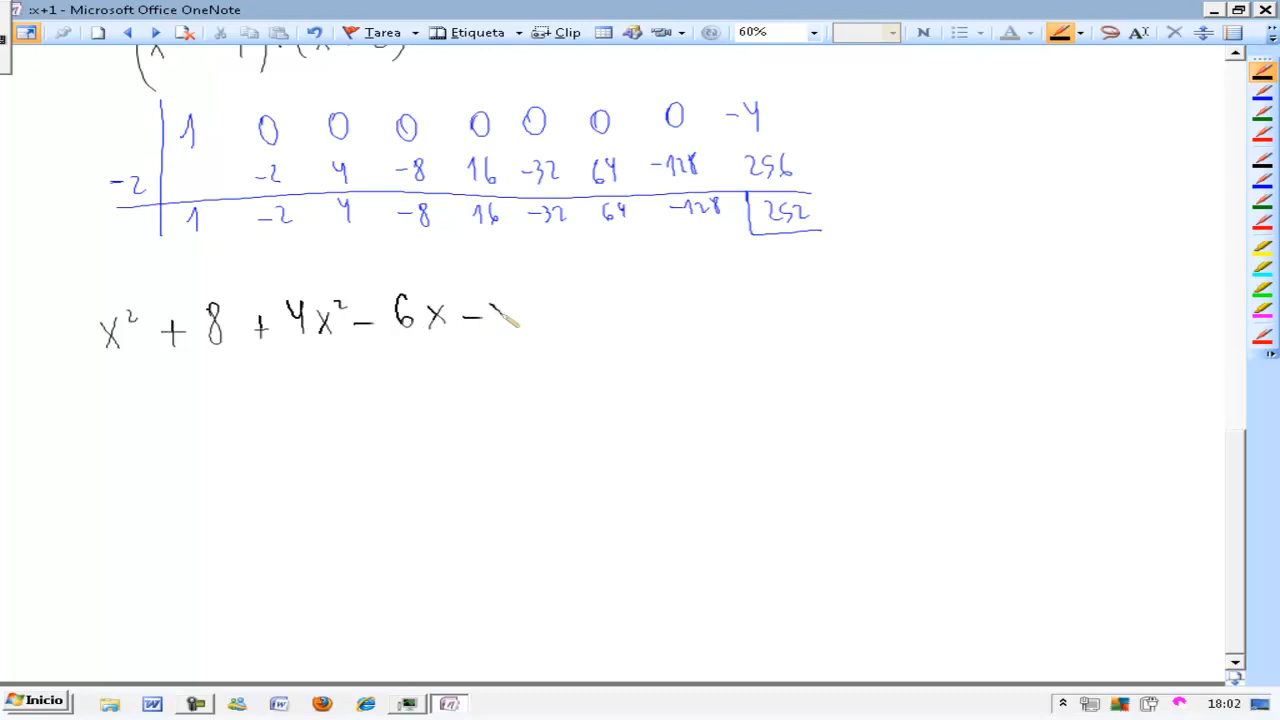 :x+1 - Microsoft Office OneNote
Tarea Etiqueta Clip 60% N A
1 0 0 0 0 0 0 0 -4
-2 -2 4 -8 16 -32 64 -128 256
1 -2 4 -8 16 -32 64 -128 252
x² + 8 + 4x² - 6x -
Inicio 18:02